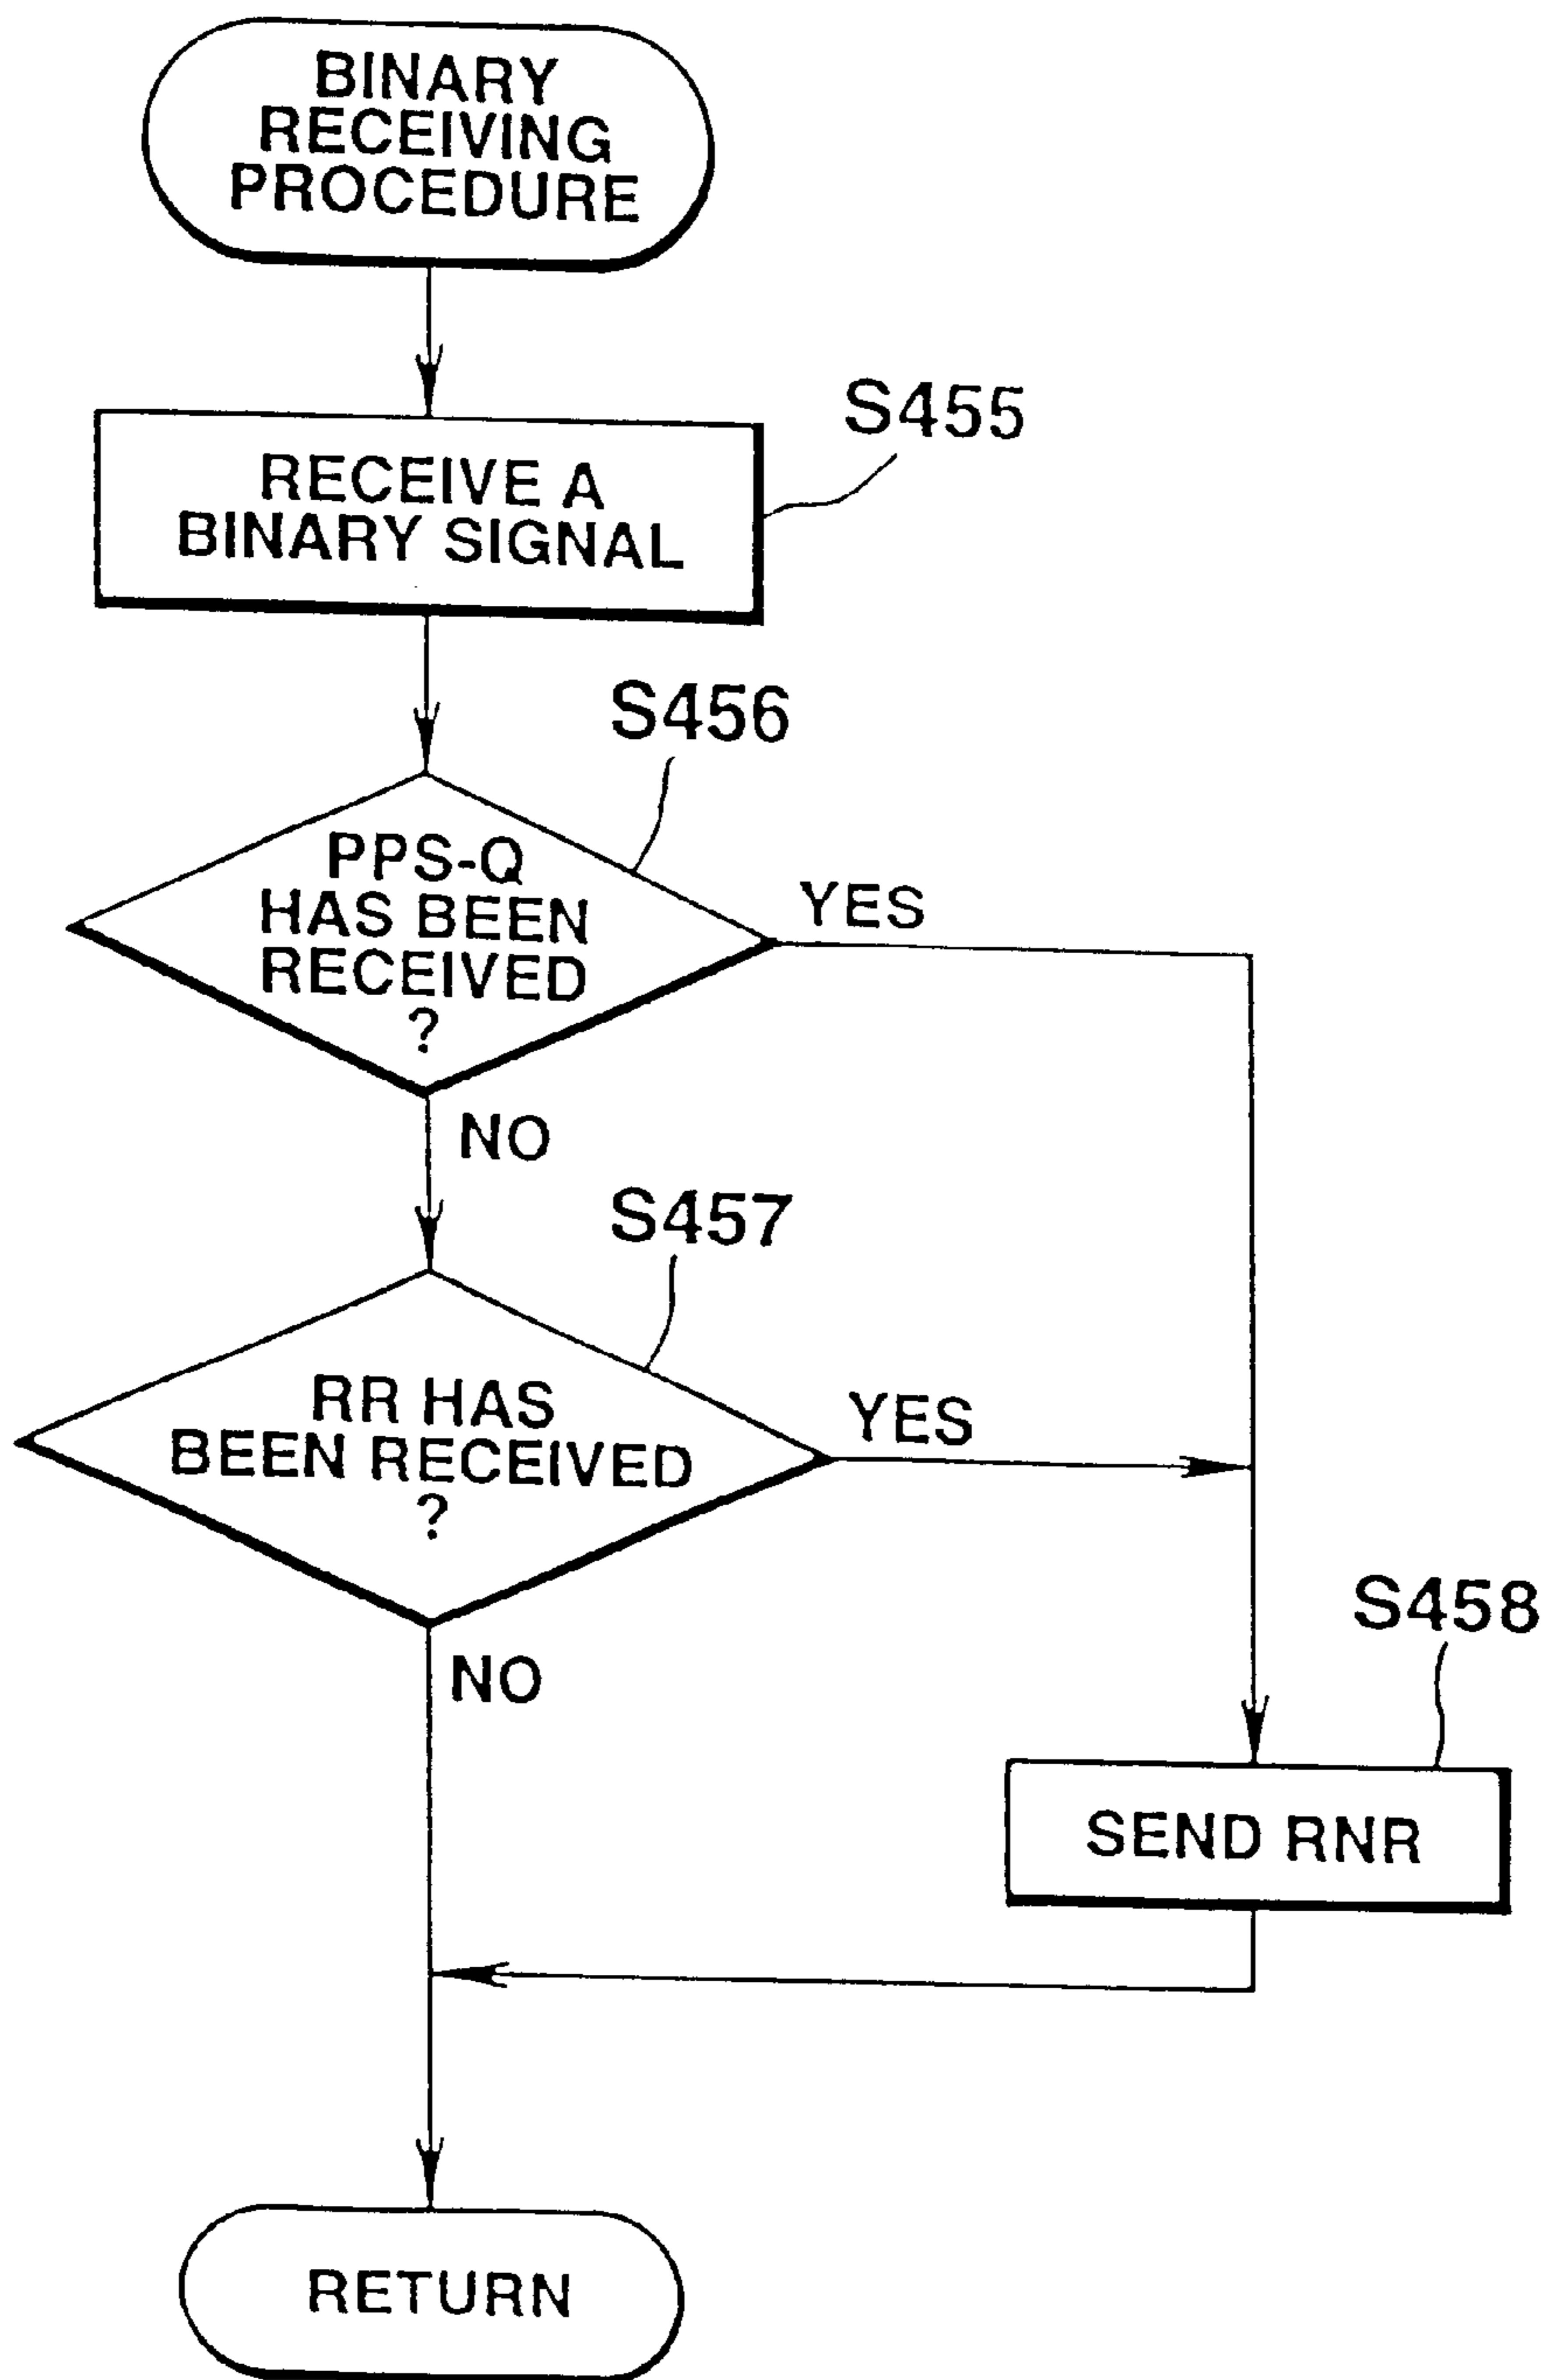 BINARY
RECEIVING
PROCEDURE
S455
RECEIVE A
BINARY SIGNAL
S456
PPS-Q
HAS BEEN
RECEIVED
?
YES
NO
S457
RR HAS
BEEN RECEIVED
?
YES
NO
S458
SEND RNR
RETURN